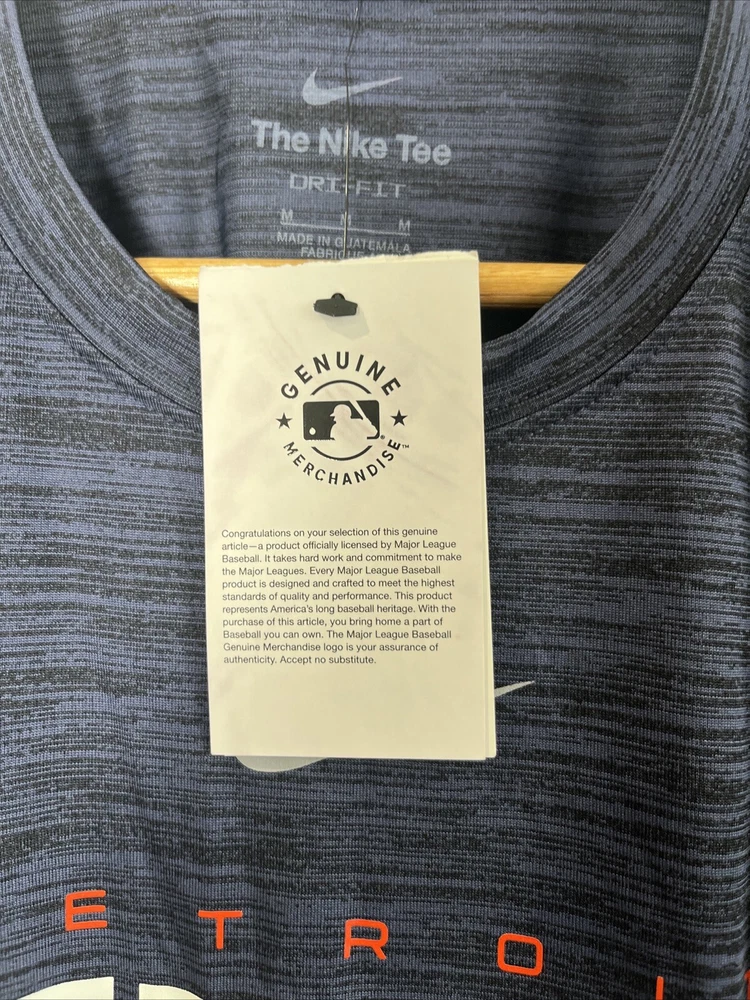 The Nike Tee
DRI-FIT
M M M
MADE IN GUATEMALA
GENUINE
MERCHANDISE™
Congratulations on your selection of this genuine
article—a product officially licensed by Major League
Baseball. It takes hard work and commitment to make
the Major Leagues. Every Major League Baseball
product is designed and crafted to meet the highest
standards of quality and performance. This product
represents America's long baseball heritage. With the
purchase of this article, you bring home a part of
Baseball you can own. The Major League Baseball
Genuine Merchandise logo is your assurance of
authenticity. Accept no substitute.
ETRO